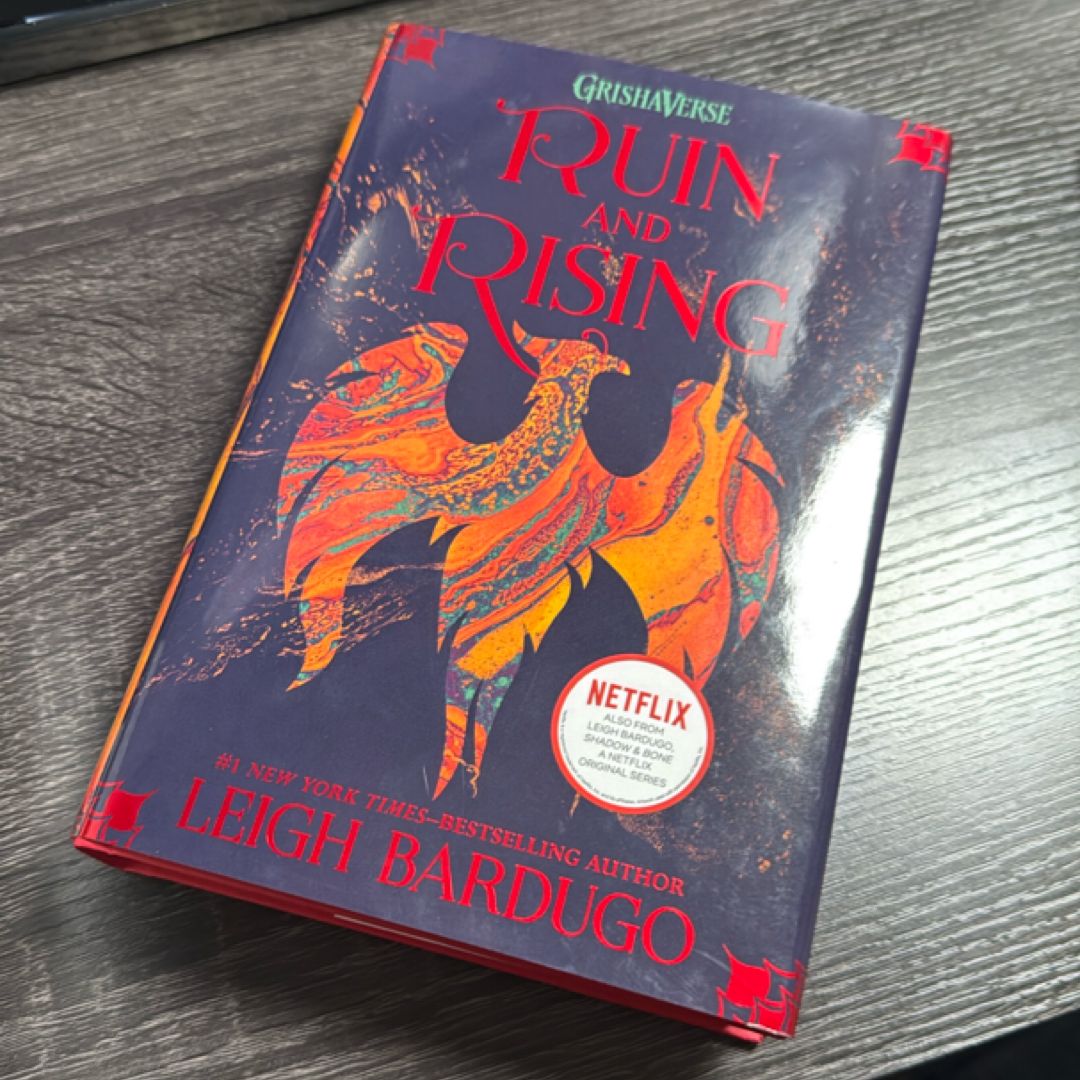 GRISHAVERSE
RUIN
AND
RISING
NETFLIX
ALSO FROM
LEIGH BARDUGO,
SHADOW & BONE
A NETFLIX
ORIGINAL SERIES
#1 NEW YORK TIMES–BESTSELLING AUTHOR
LEIGH BARDUGO